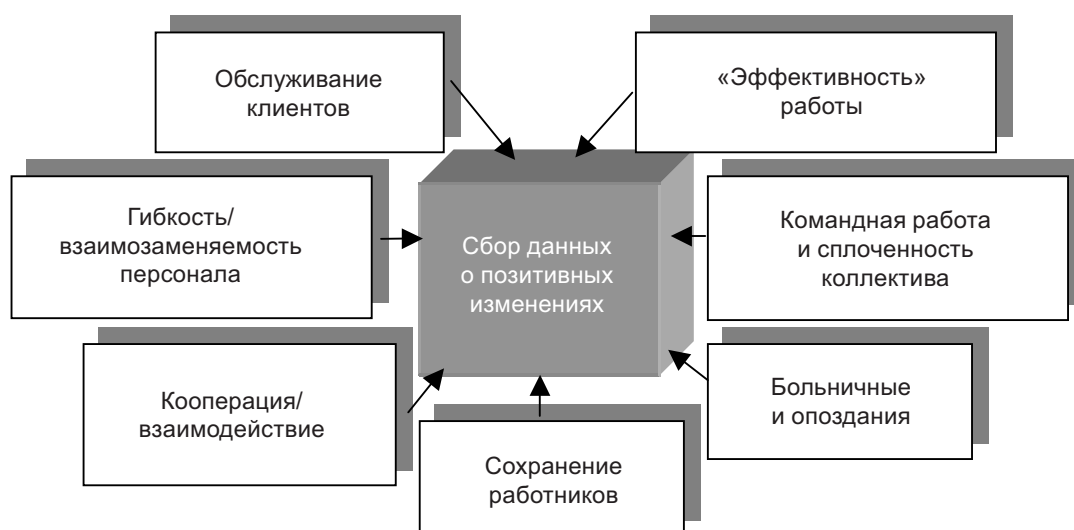 Обслуживание
клиентов
«Эффективность»
работы
Гибкость/
взаимозаменяемость
персонала
Сбор данных
о позитивных
изменениях
Командная работа
и сплоченность
коллектива
Кооперация/
взаимодействие
Больничные
и опоздания
Сохранение
работников